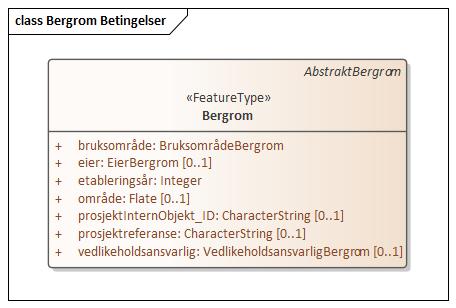 class Bergrom Betingelser
AbstraktBergrom
«FeatureType»
Bergrom
+ bruksområde: BruksområdeBergrom
+ eier: EierBergrom [0..1]
+ etableringsår: Integer
+ område: Flate [0..1]
+ prosjektInternObjekt_ID: CharacterString [0..1]
+ prosjektreferanse: CharacterString [0..1]
+ vedlikeholdsansvarlig: VedlikeholdsansvarligBergrom [0..1]